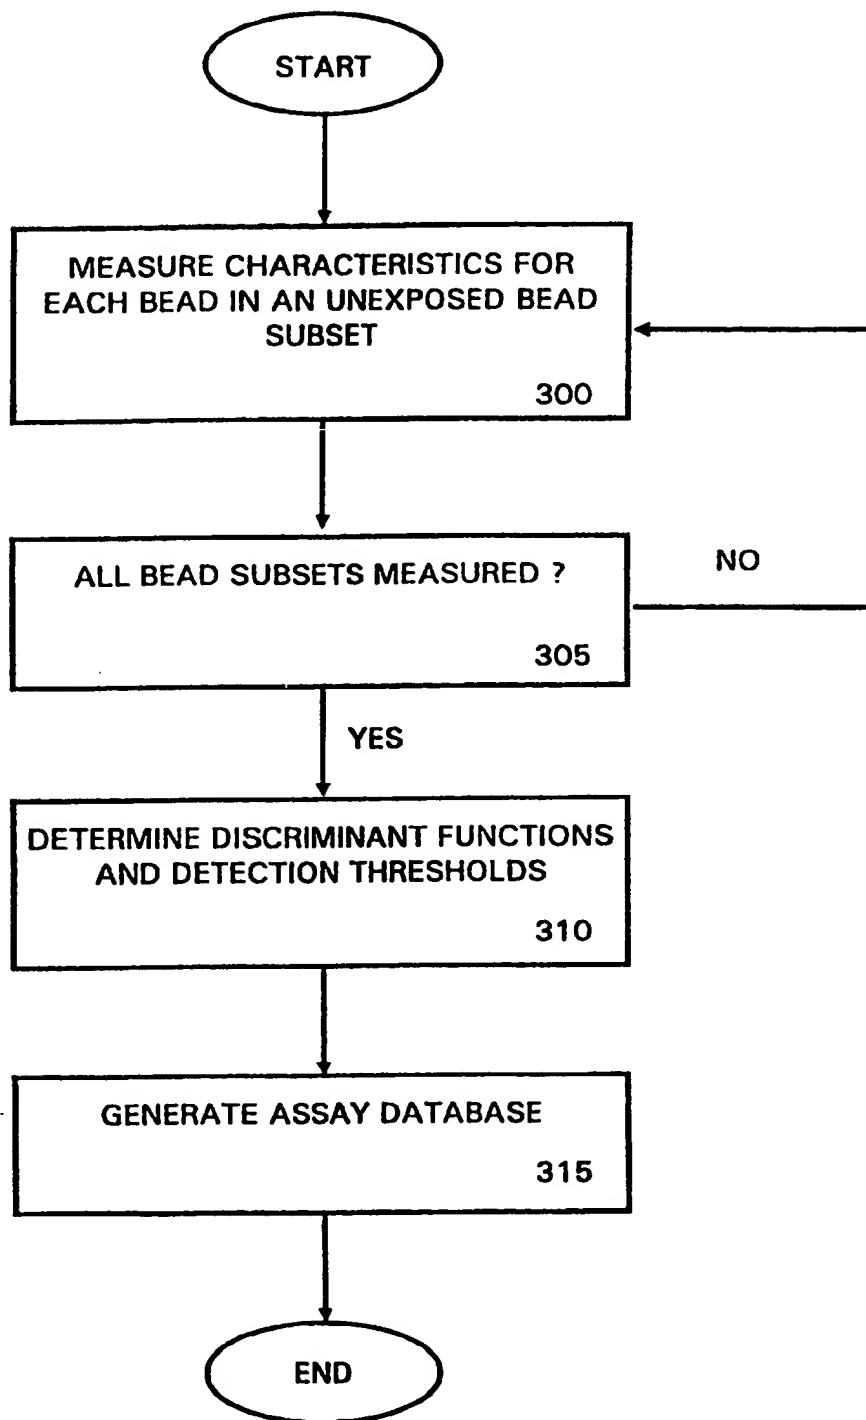 START
MEASURE CHARACTERISTICS FOR
EACH BEAD IN AN UNEXPOSED BEAD
SUBSET
300
ALL BEAD SUBSETS MEASURED ?
NO
305
YES
DETERMINE DISCRIMINANT FUNCTIONS
AND DETECTION THRESHOLDS
310
GENERATE ASSAY DATABASE
315
END